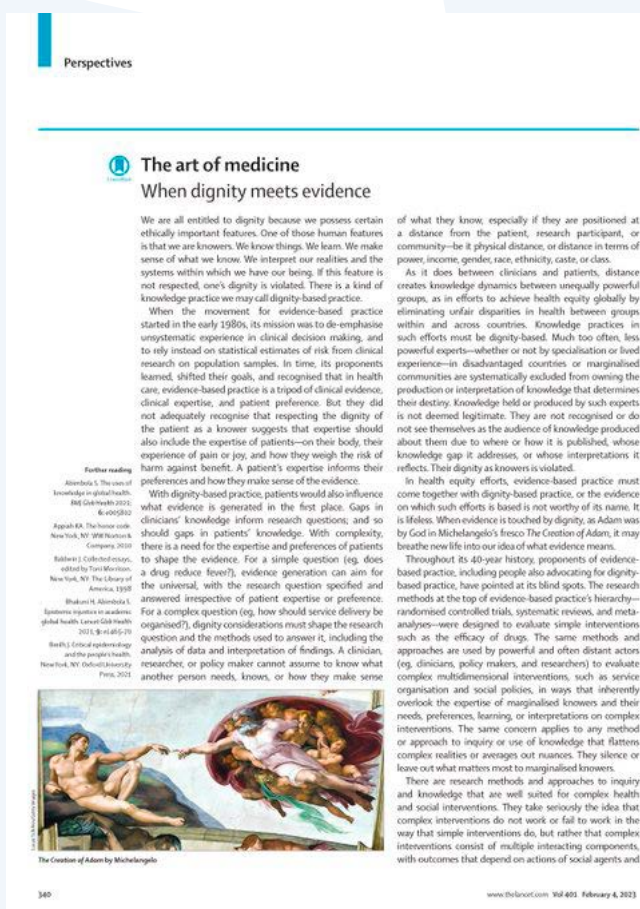 Perspectives
The art of medicine
When dignity meets evidence
We are all entitled to dignity because we possess certain
ethically important features. One of those human features
is that we are knowers. We know things. We learn. We make
sense of what we know. We interpret our realities and the
systems within which we have our being. If this feature is
not respected, one's dignity is violated. There is a kind of
knowledge practice we may call dignity-based practice.
When the movement for evidence-based practice
started in the early 1980s, its mission was to de-emphasise
unsystematic experience in clinical decision making, and
to rely instead on statistical estimates of risk from clinical
research on population samples. In time, its proponents
learned, shifted their goals, and recognised that in health
care, evidence-based practice is a tripod of clinical evidence,
clinical expertise, and patient preference. But they did
not adequately recognise that respecting the dignity of
the patient as a knower suggests that expertise should
also include the expertise of patients—on their body, their
experience of pain or joy, and how they weigh the risk of
harm against benefit. A patient's expertise informs their
preferences and how they make sense of the evidence.
With dignity-based practice, patients would also influence
what evidence is generated in the first place. Gaps in
clinicians' knowledge inform research questions; and so
should gaps in patients' knowledge. With complexity,
there is a need for the expertise and preferences of patients
to shape the evidence. For a simple question (eg, does
a drug reduce fever?), evidence generation can aim for
the universal, with the research question specified and
answered irrespective of patient expertise or preference.
For a complex question (eg, how should service delivery be
organised?), dignity considerations must shape the research
question and the methods used to answer it, including the
analysis of data and interpretation of findings. A clinician,
researcher, or policy maker cannot assume to know what
another person needs, knows, or how they make sense
of what they know, especially if they are positioned at
a distance from the patient, research participant, or
community—be it physical distance, or distance in terms of
power, income, gender, race, ethnicity, caste, or class.
As it does between clinicians and patients, distance
creates knowledge dynamics between unequally powerful
groups, as in efforts to achieve health equity globally by
eliminating unfair disparities in health between groups
within and across countries. Knowledge practices in
such efforts must be dignity-based. Much too often, less
powerful experts—whether or not by specialisation or lived
experience—in disadvantaged countries or marginalised
communities are systematically excluded from owning the
production or interpretation of knowledge that determines
their destiny. Knowledge held or produced by such experts
is not deemed legitimate. They are not recognised or do
not see themselves as the audience of knowledge produced
about them due to where or how it is published, whose
knowledge gap it addresses, or whose interpretations it
reflects. Their dignity as knowers is violated.
In health equity efforts, evidence-based practice must
come together with dignity-based practice, or the evidence
on which such efforts is based is not worthy of its name. It
is lifeless. When evidence is touched by dignity, as Adam was
by God in Michelangelo's fresco The Creation of Adam, it may
breathe new life into our idea of what evidence means.
Throughout its 40-year history, proponents of evidence-
based practice, including people also advocating for dignity-
based practice, have pointed at its blind spots. The research
methods at the top of evidence-based practice's hierarchy—
randomised controlled trials, systematic reviews, and meta-
analyses—were designed to evaluate simple interventions
such as the efficacy of drugs. The same methods and
approaches are used by powerful and often distant actors
(eg, clinicians, policy makers, and researchers) to evaluate
complex multidimensional interventions, such as service
organisation and social policies, in ways that inherently
overlook the expertise of marginalised knowers and their
needs, preferences, learning, or interpretations on complex
interventions. The same concern applies to any method
or approach to inquiry or use of knowledge that flattens
complex realities or averages out nuances. They silence or
leave out what matters most to marginalised knowers.
There are research methods and approaches to inquiry
and knowledge that are well suited for complex health
and social interventions. They take seriously the idea that
complex interventions do not work or fail to work in the
way that simple interventions do, but rather that complex
interventions consist of multiple interacting components,
with outcomes that depend on actions of social agents and
Further reading
Abimbola S. The uses of
knowledge in global health.
BMJ Glob Health 2021;
6: e005802
Appiah KA. The honor code.
New York, NY: WW Norton &
Company, 2010
Baldwin J. Collected essays,
edited by Toni Morrison.
New York, NY: The Library of
America, 1998
Bhakuni H, Abimbola S.
Epistemic injustice in academic
global health. Lancet Glob Health
2021; 9: e1465–70
Breilh J. Critical epidemiology
and the people's health.
New York, NY: Oxford University
Press, 2021
The Creation of Adam by Michelangelo
340
www.thelancet.com Vol 401 February 4, 2023